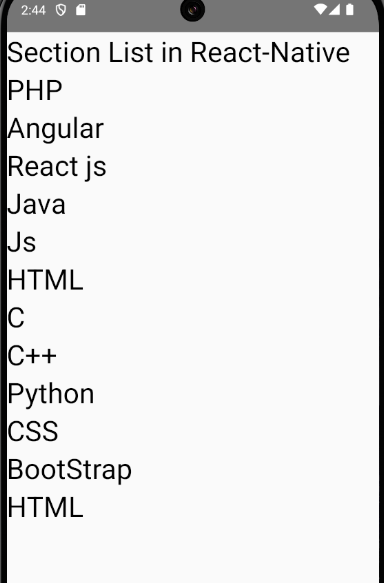 2:44
Section List in React-Native
PHP
Angular
React js
Java
Js
HTML
C
C++
Python
CSS
BootStrap
HTML